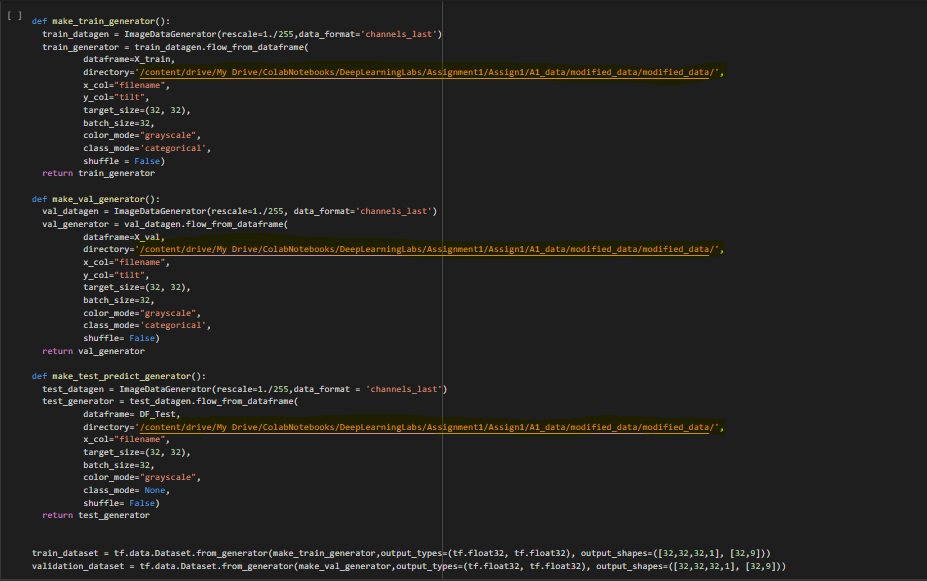 [ ]
def make_train_generator():
  train_datagen = ImageDataGenerator(rescale=1./255,data_format='channels_last')
  train_generator = train_datagen.flow_from_dataframe(
          dataframe=X_train,
          directory='/content/drive/My Drive/ColabNotebooks/DeepLearningLabs/Assignment1/Assign1/A1_data/modified_data/modified_data/',
          x_col="filename",
          y_col="tilt",
          target_size=(32, 32),
          batch_size=32,
          color_mode="grayscale",
          class_mode='categorical',
          shuffle = False)
  return train_generator
def make_val_generator():
  val_datagen = ImageDataGenerator(rescale=1./255, data_format='channels_last')
  val_generator = val_datagen.flow_from_dataframe(
          dataframe=X_val,
          directory='/content/drive/My Drive/ColabNotebooks/DeepLearningLabs/Assignment1/Assign1/A1_data/modified_data/modified_data/',
          x_col="filename",
          y_col="tilt",
          target_size=(32, 32),
          batch_size=32,
          color_mode="grayscale",
          class_mode='categorical',
          shuffle= False)
  return val_generator
def make_test_predict_generator():
  test_datagen = ImageDataGenerator(rescale=1./255,data_format = 'channels_last')
  test_generator = test_datagen.flow_from_dataframe(
          dataframe= DF_Test,
          directory='/content/drive/My Drive/ColabNotebooks/DeepLearningLabs/Assignment1/Assign1/A1_data/modified_data/modified_data/',
          x_col="filename",
          target_size=(32, 32),
          batch_size=32,
          color_mode="grayscale",
          class_mode= None,
          shuffle= False)
  return test_generator
train_dataset = tf.data.Dataset.from_generator(make_train_generator,output_types=(tf.float32, tf.float32), output_shapes=([32,32,32,1], [32,9]))
validation_dataset = tf.data.Dataset.from_generator(make_val_generator,output_types=(tf.float32, tf.float32), output_shapes=([32,32,32,1], [32,9]))